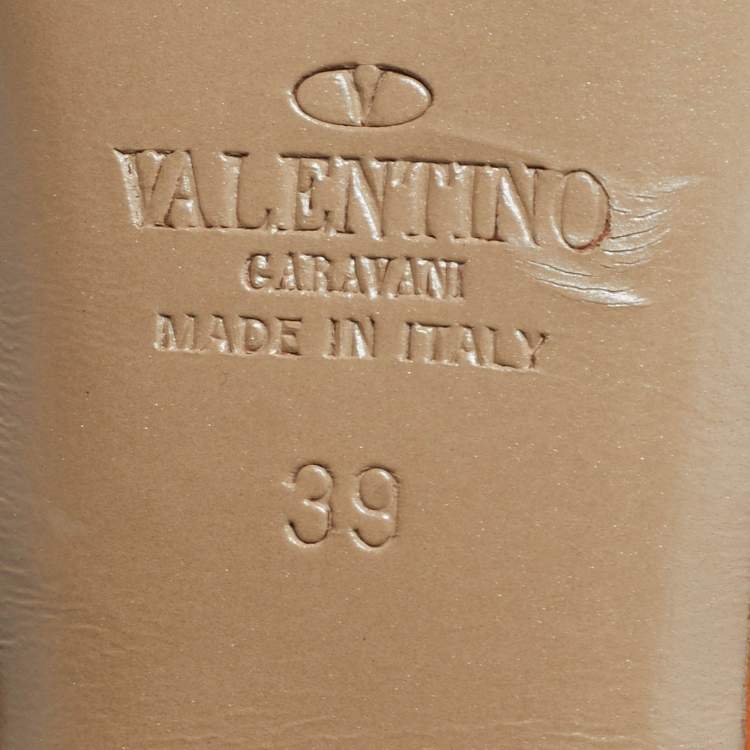 V
VALENTINO
GARAVANI
MADE IN ITALY
39